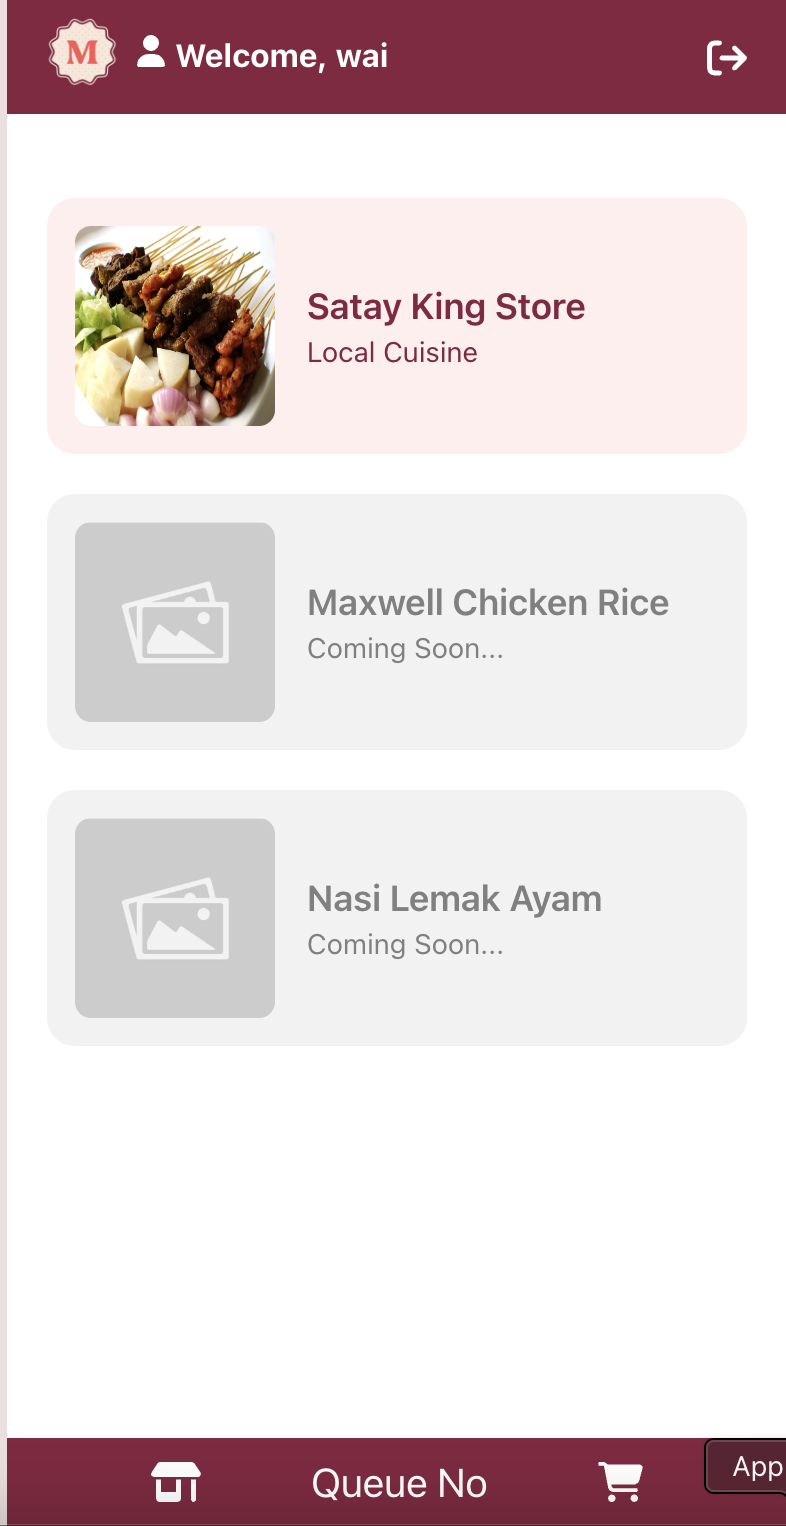 M
Welcome, wai
Satay King Store
Local Cuisine
Maxwell Chicken Rice
Coming Soon...
Nasi Lemak Ayam
Coming Soon...
Queue No
App